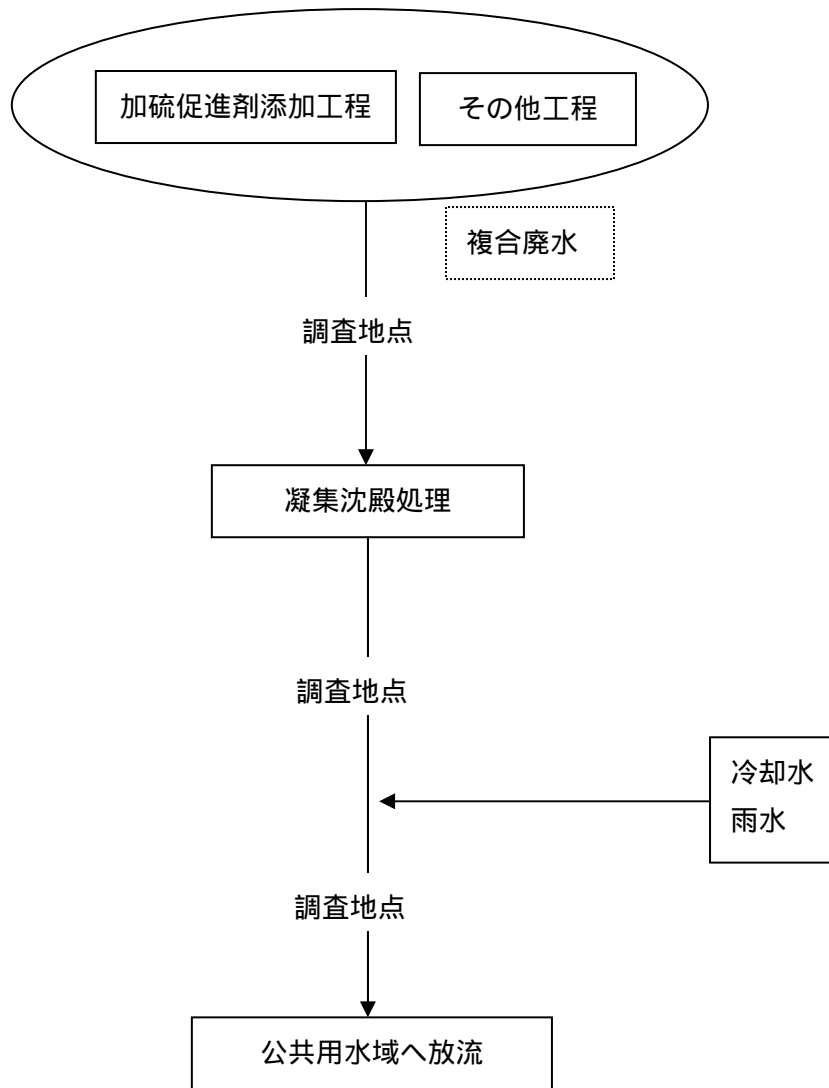 加硫促進剤添加工程
その他工程
複合廃水
調査地点
凝集沈殿処理
調査地点
冷却水
雨水
調査地点
公共用水域へ放流